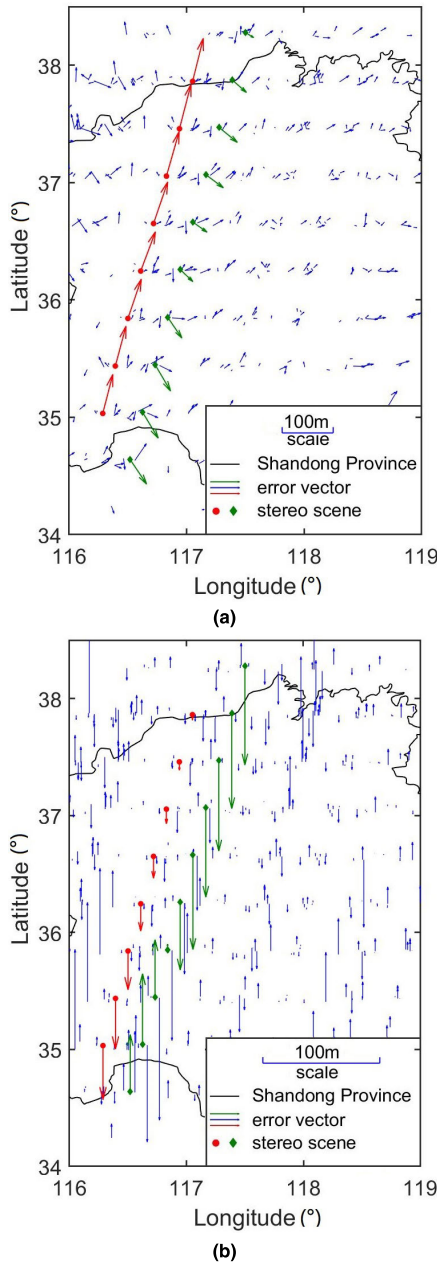 38
37
36
35
34
Latitude (°)
100m
scale
Shandong Province
error vector
stereo scene
116
117
118
119
Longitude (°)
(a)
38
37
36
35
34
Latitude (°)
100m
scale
Shandong Province
error vector
stereo scene
116
117
118
119
Longitude (°)
(b)